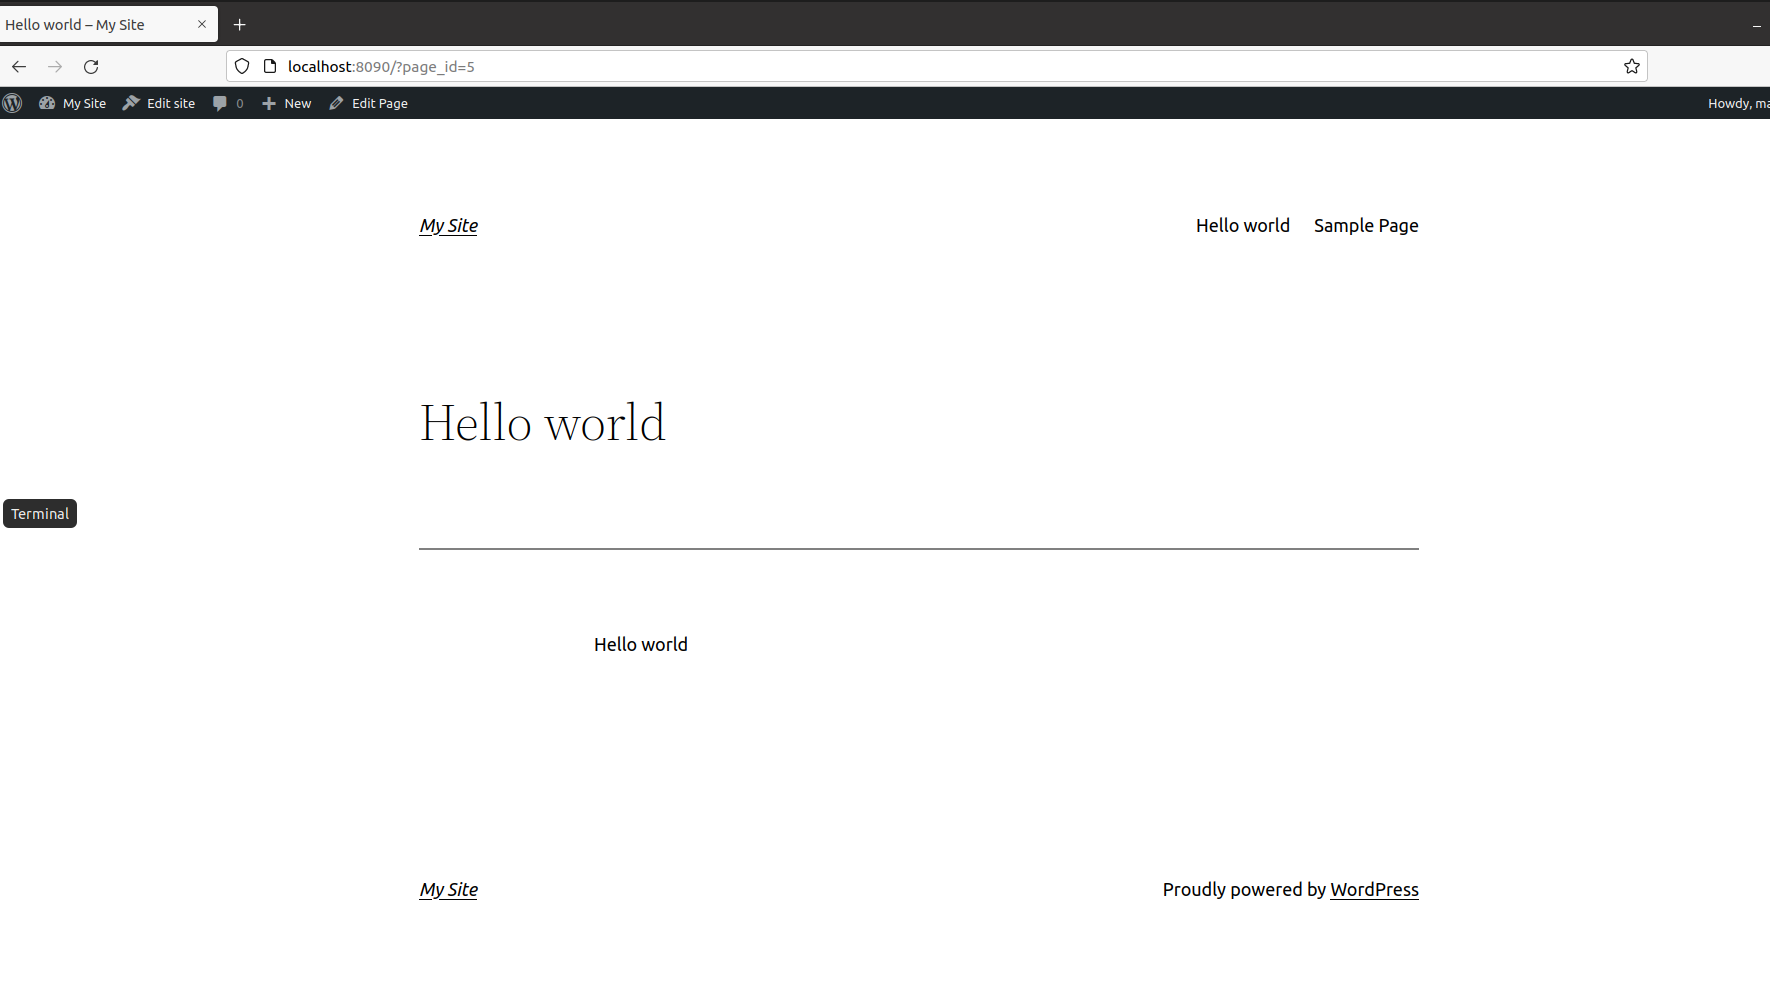 Hello world – My Site
localhost:8090/?page_id=5
My Site Edit site 0 New Edit Page Howdy, ma
My Site Hello world Sample Page
Hello world
Terminal
Hello world
My Site Proudly powered by WordPress